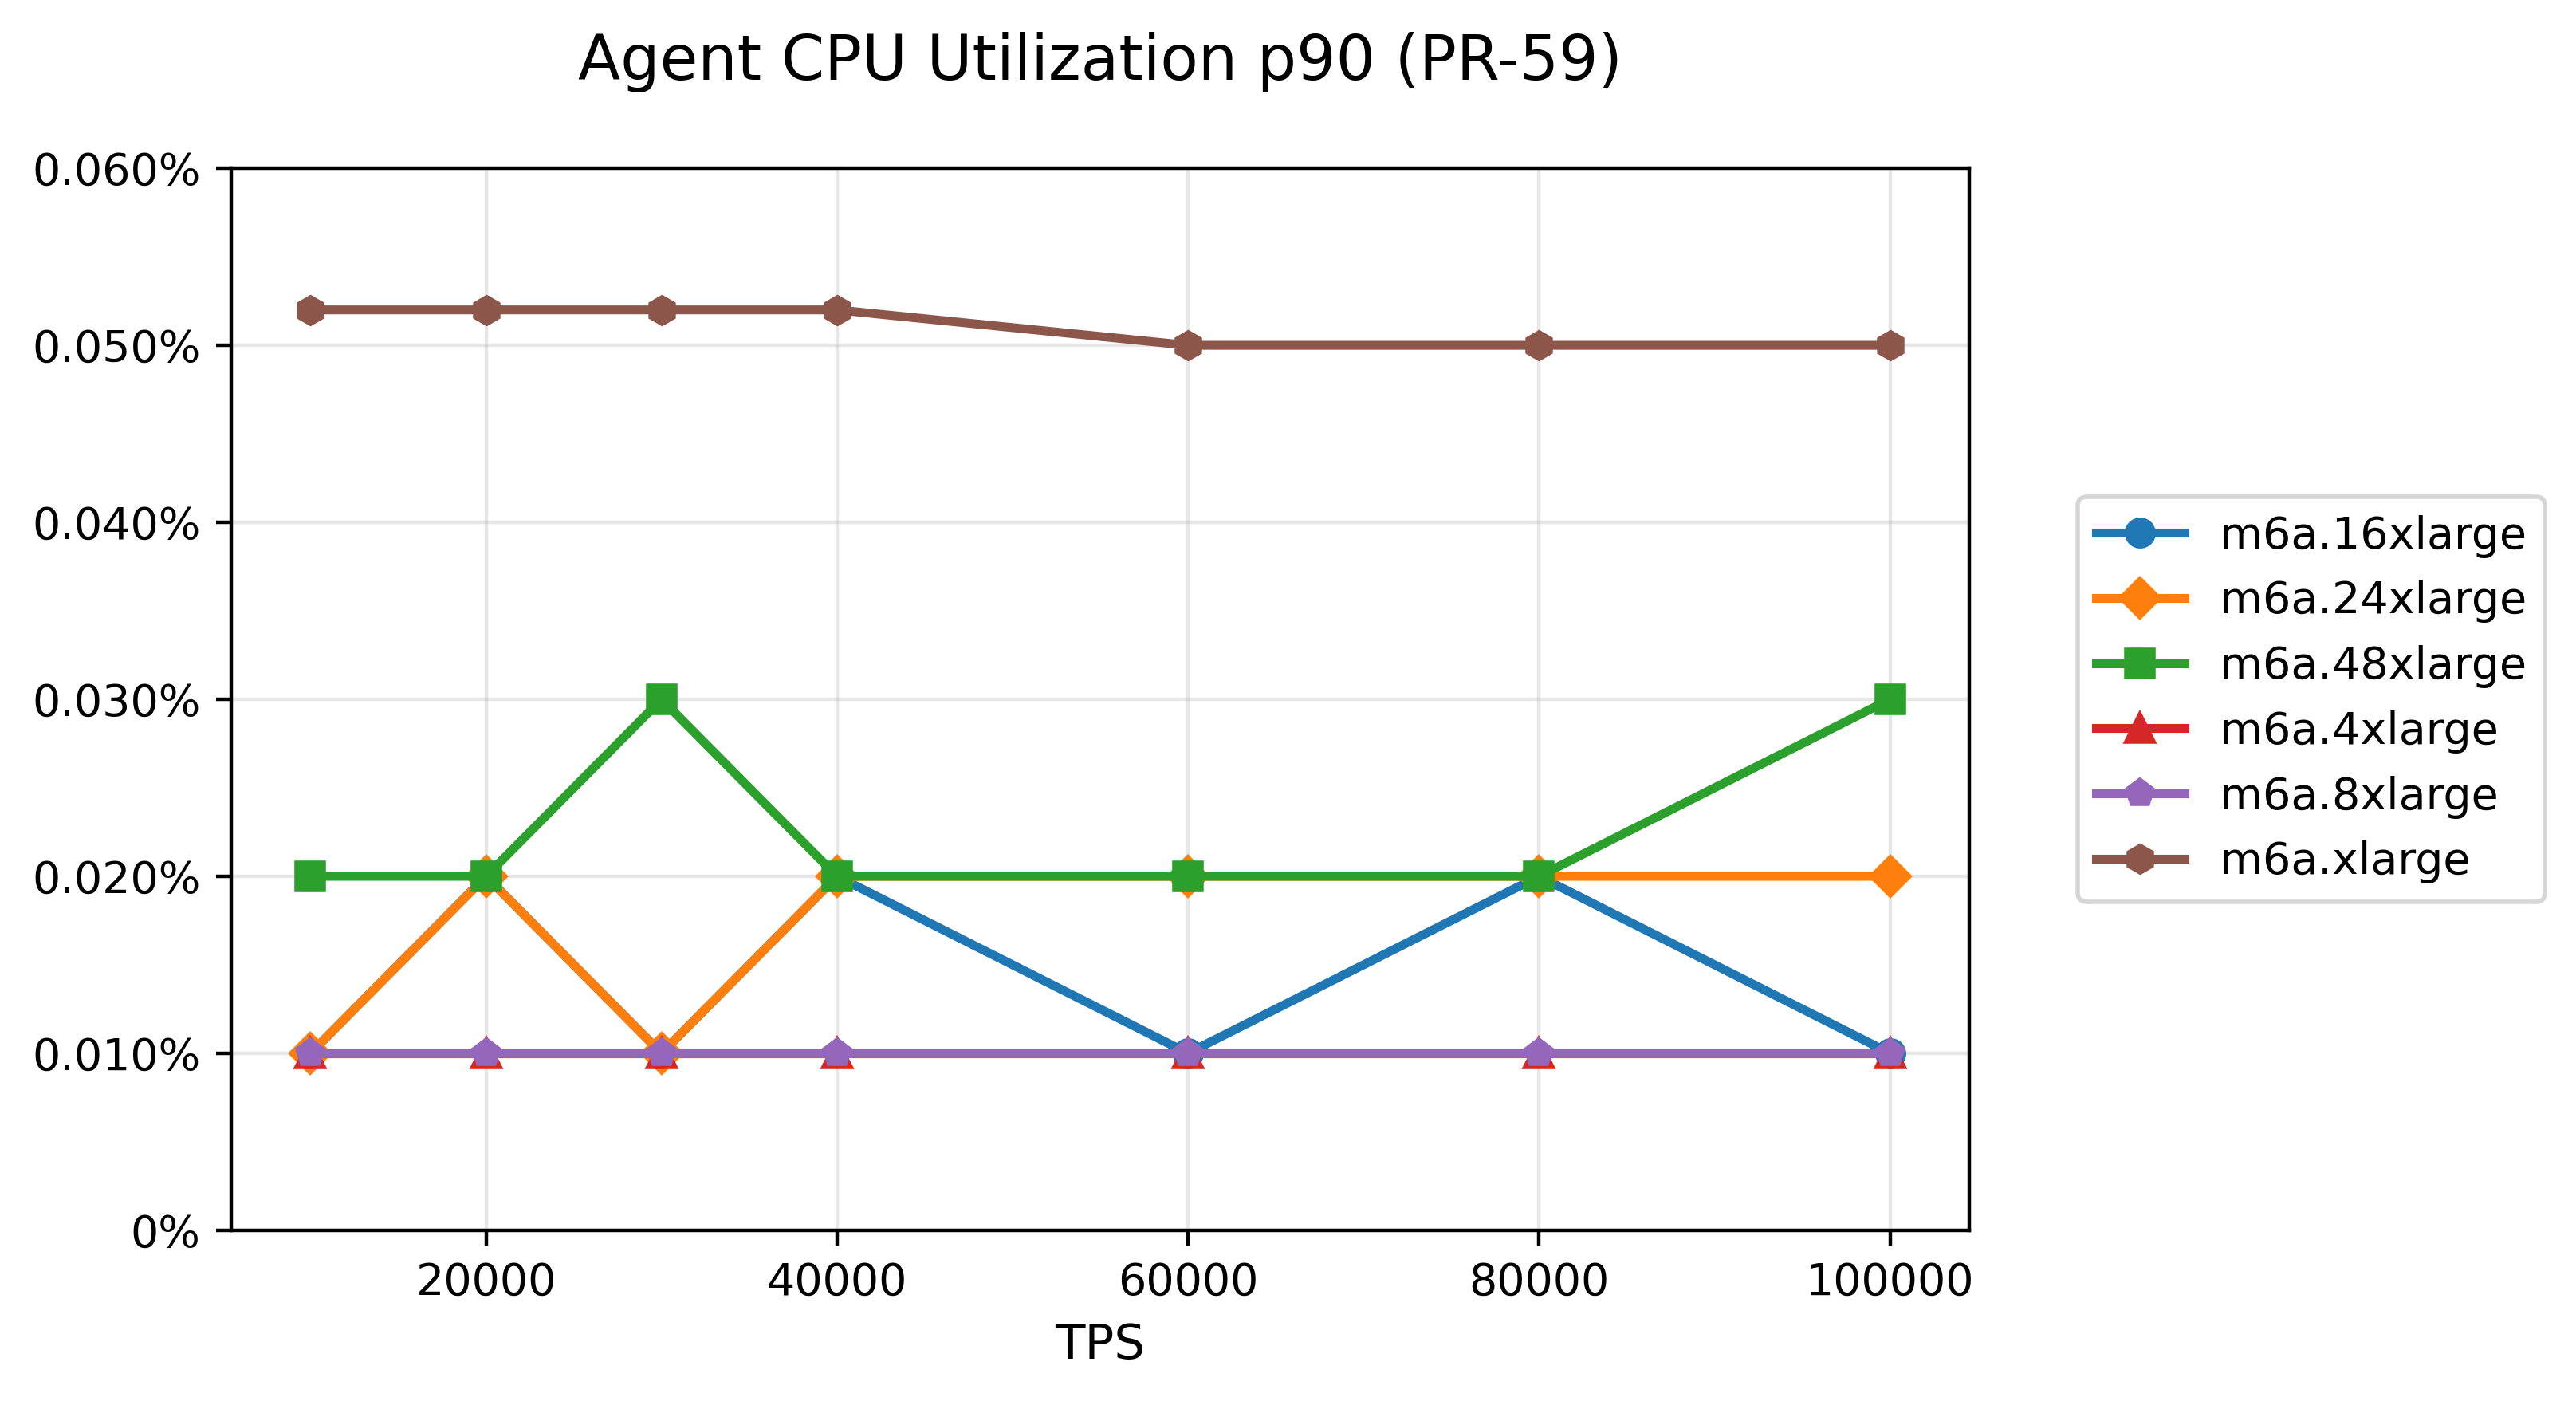 Agent CPU Utilization p90 (PR-59)
0.060%
0.050%
0.040%
0.030%
0.020%
0.010%
0%
20000
40000
60000
80000
100000
TPS
m6a.16xlarge
m6a.24xlarge
m6a.48xlarge
m6a.4xlarge
m6a.8xlarge
m6a.xlarge